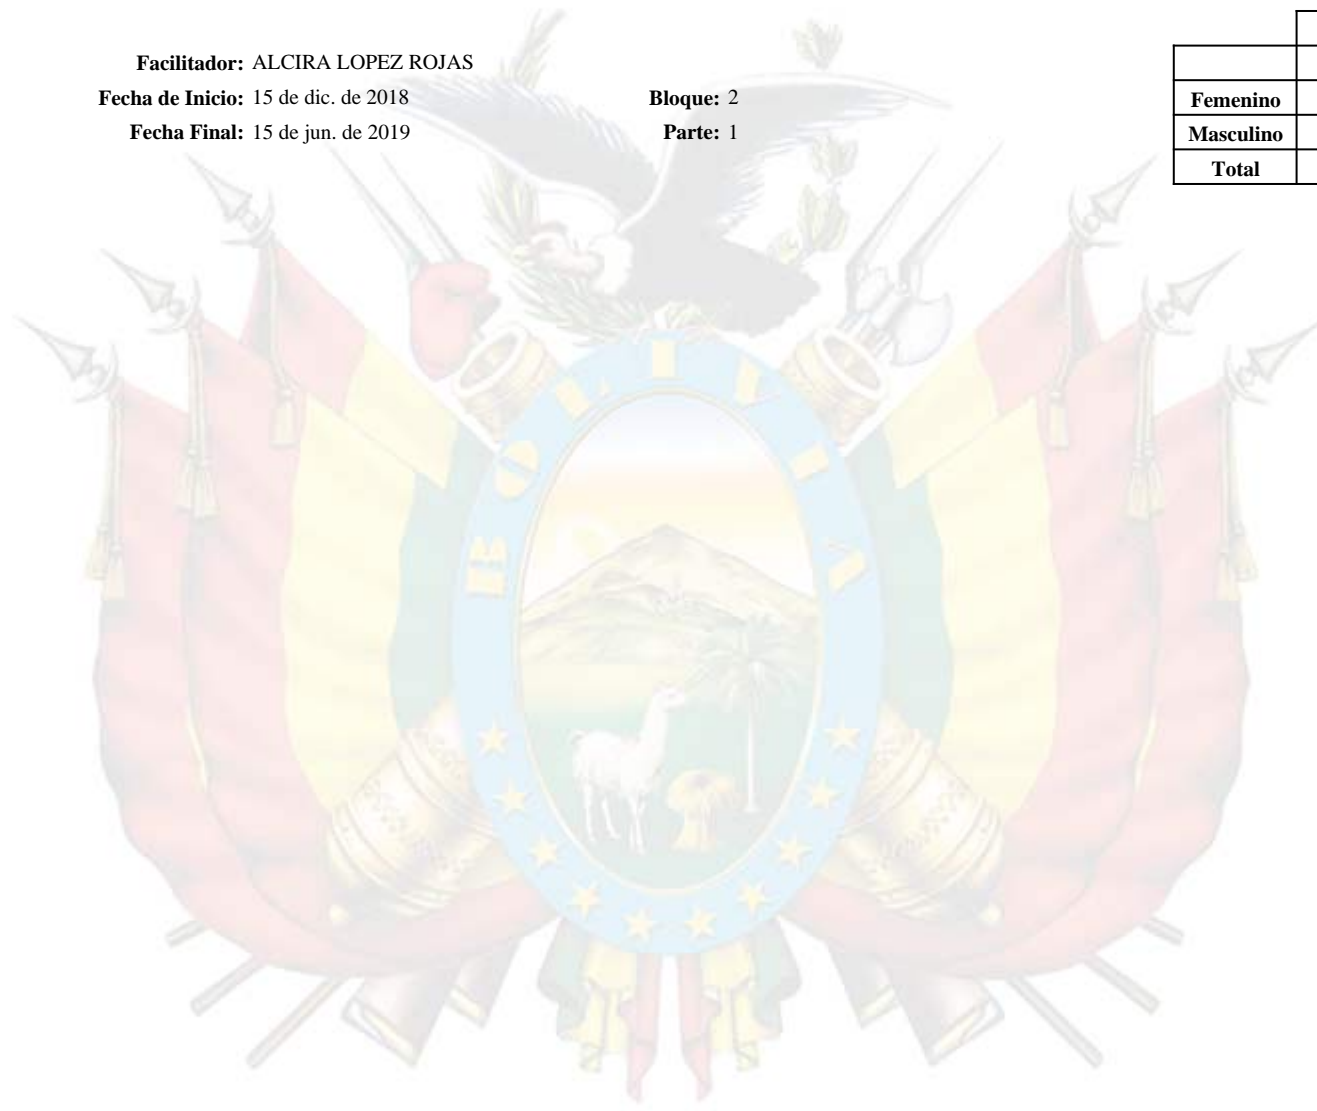 Facilitador: ALCIRA LOPEZ ROJAS
Fecha de Inicio: 15 de dic. de 2018 Bloque: 2
Fecha Final: 15 de jun. de 2019 Parte: 1
Femenino
Masculino
Total
BOLIVIA